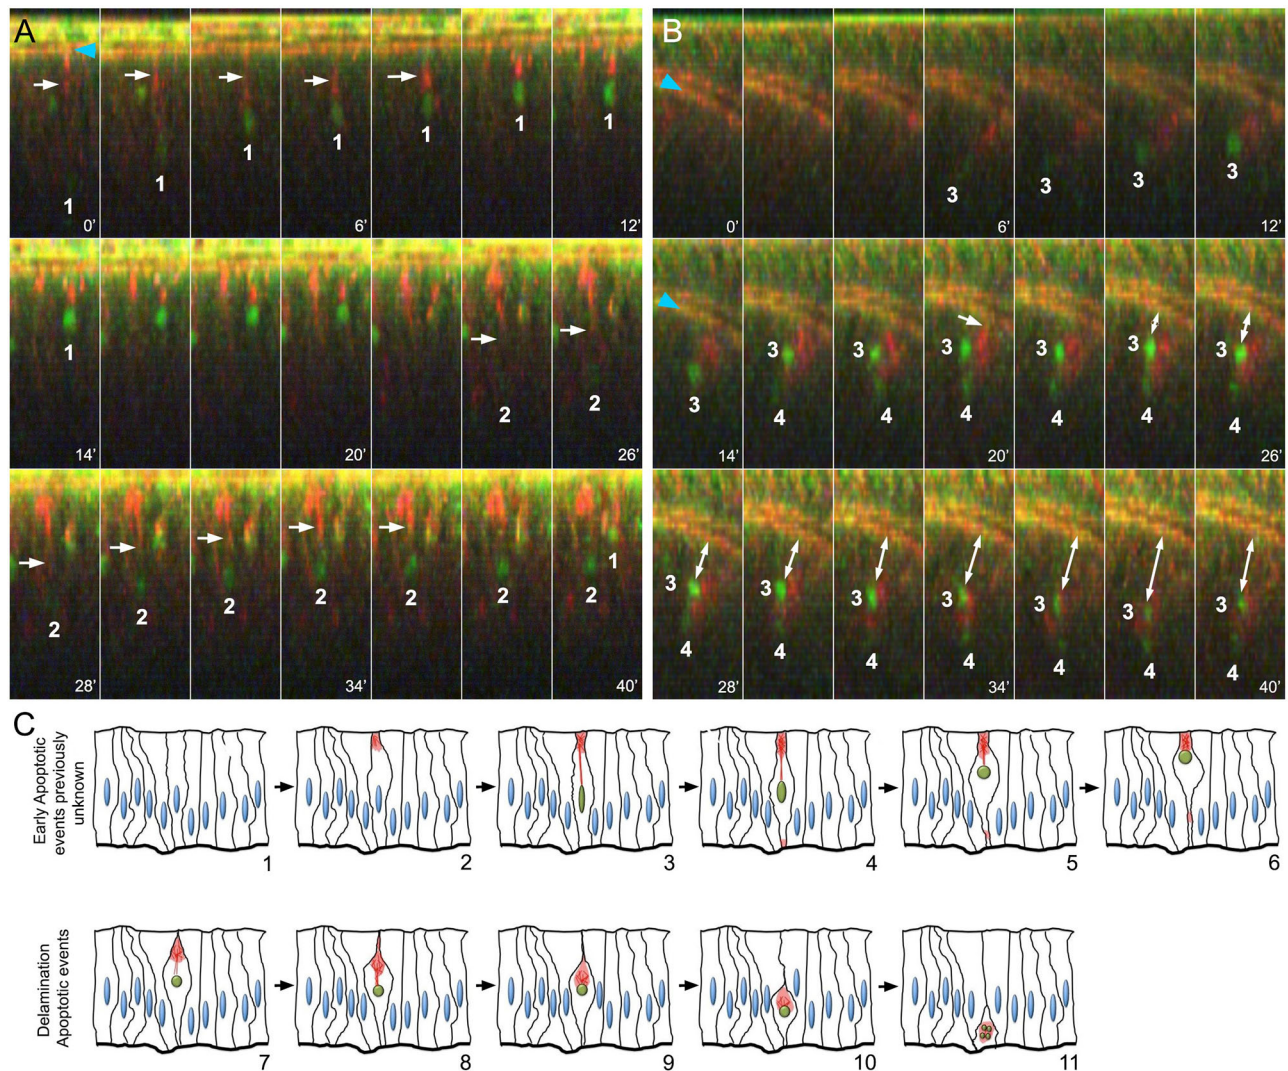 A
1 1 1 1 1 1 1
0’ 6’ 12’
1 2 2
14’ 20’ 26’
2 2 2 2 2 2 1
28’ 34’ 40’
B
3 3 3 3
0’ 6’ 12’
3 3 3 3 3 3 3
4 4 4 4 4 4
14’ 20’ 26’
3 3 3 3 3 3 3
4 4 4 4 4 4 4
28’ 34’ 40’
C
Early Apoptotic
events previously
unknown
1 2 3 4 5 6
Delamination
Apoptotic events
7 8 9 10 11